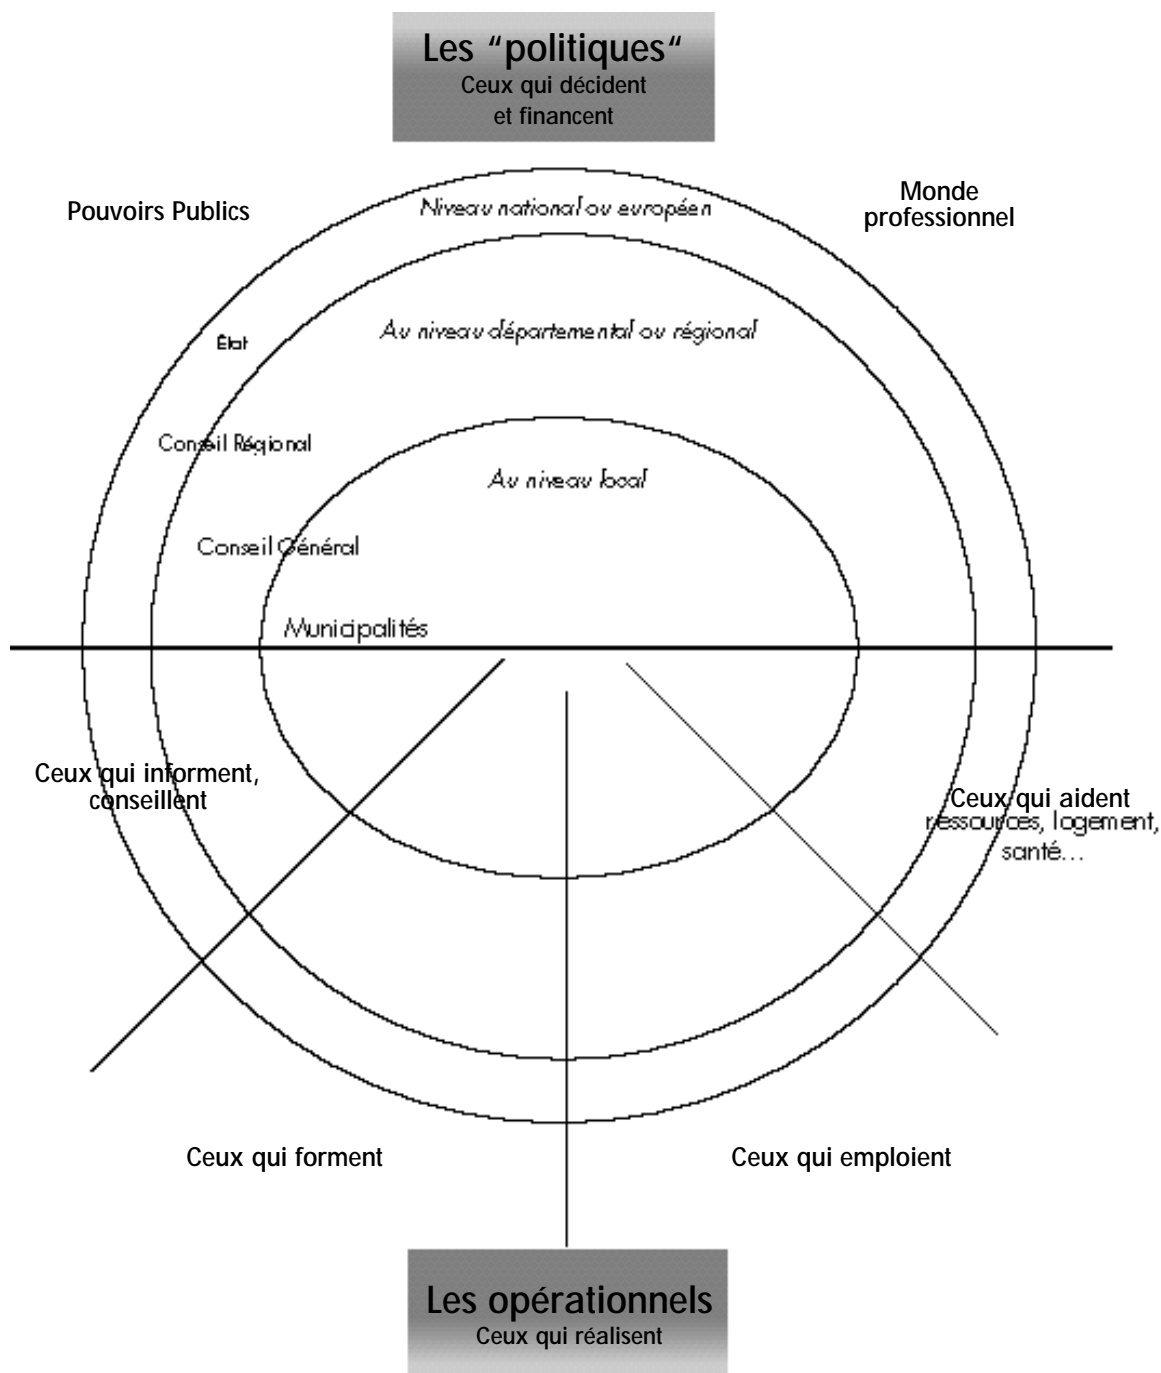 Les “politiques“
Ceux qui décident
et financent
Pouvoirs Publics
Monde
professionnel
Niveau national ou européen
Au niveau départemental ou régional
État
Conseil Régional
Au niveau local
Conseil Général
Municipalités
Ceux qui informent,
conseillent
Ceux qui aident
ressources, logement,
santé...
Ceux qui forment
Ceux qui emploient
Les opérationnels
Ceux qui réalisent